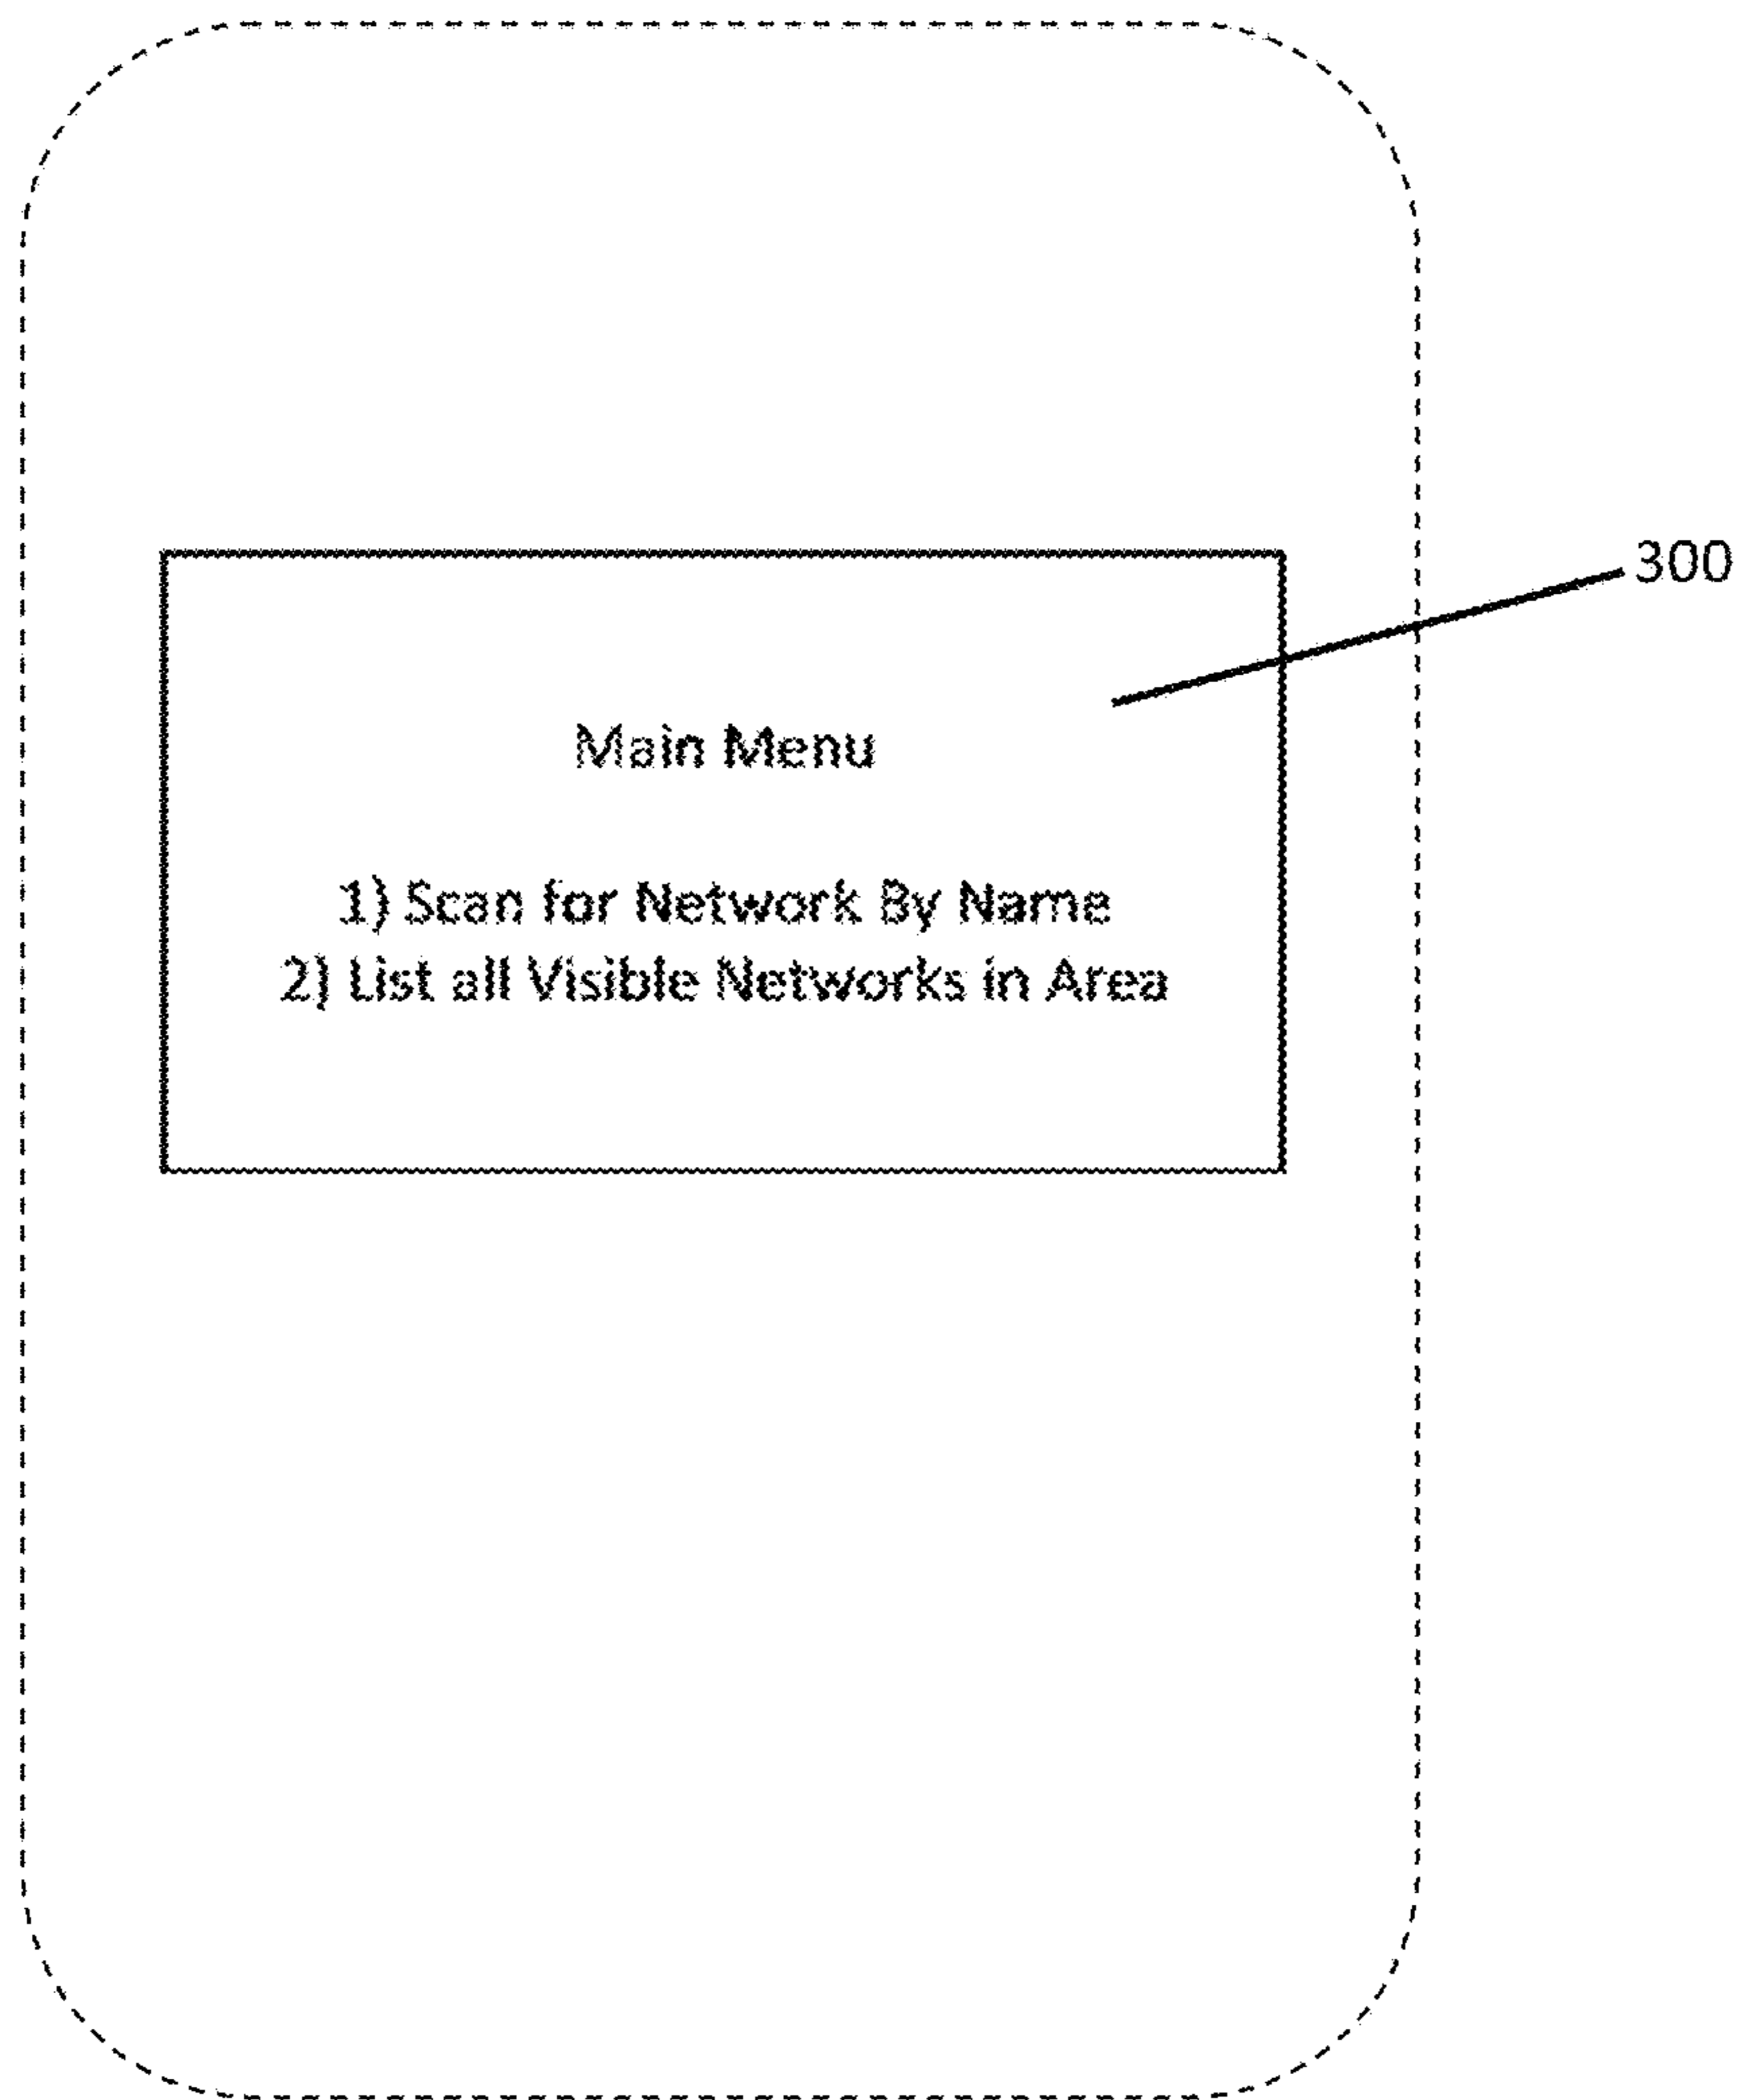 300
Main Menu
1) Scan for Network By Name
2) List all Visible Networks in Area